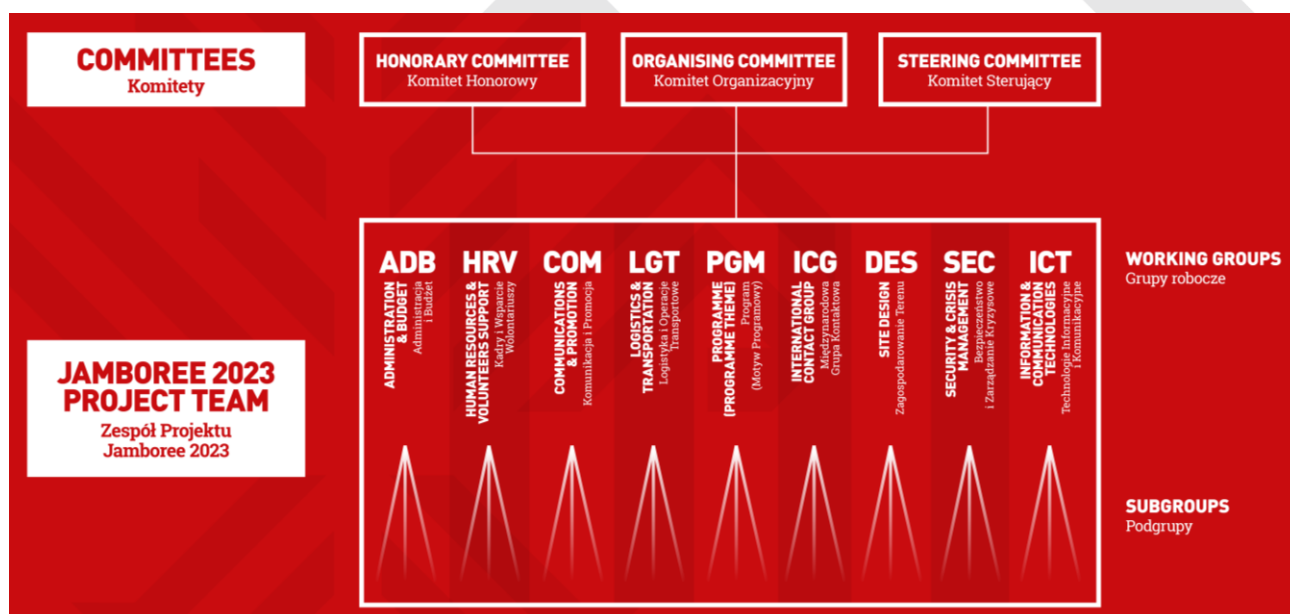 COMMITTEES
Komitety
HONORARY COMMITTEE
Komitet Honorowy
ORGANISING COMMITTEE
Komitet Organizacyjny
STEERING COMMITTEE
Komitet Sterujący
JAMBOREE 2023
PROJECT TEAM
Zespół Projektu
Jamboree 2023
ADB
ADMINISTRATION
& BUDGET
Administracja
i Budżet
HRV
HUMAN RESOURCES &
VOLUNTEERS SUPPORT
Kadry i Wsparcie
Wolontariuszy
COM
COMMUNICATIONS
& PROMOTION
Komunikacja i Promocja
LGT
LOGISTICS &
TRANSPORTATION
Logistyka i Operacje
Transportowe
PGM
PROGRAMME
(PROGRAMME THEME)
Program
(Motyw Programowy)
ICG
INTERNATIONAL
CONTACT GROUP
Międzynarodowa
Grupa Kontaktowa
DES
SITE DESIGN
Zagospodarowanie Terenu
SEC
SECURITY & CRISIS
MANAGEMENT
Bezpieczeństwo
i Zarządzanie Kryzysowe
ICT
INFORMATION &
COMMUNICATION
TECHNOLOGIES
Technologie Informacyjne
i Komunikacyjne
WORKING GROUPS
Grupy robocze
SUBGROUPS
Podgrupy